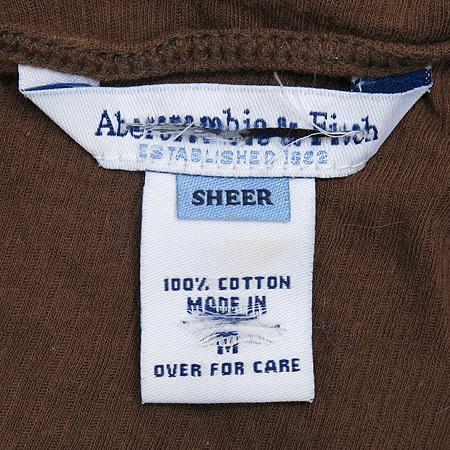 Abercrombie & Fitch
ESTABLISHED 1892
SHEER
100% COTTON
MADE IN
M
OVER FOR CARE